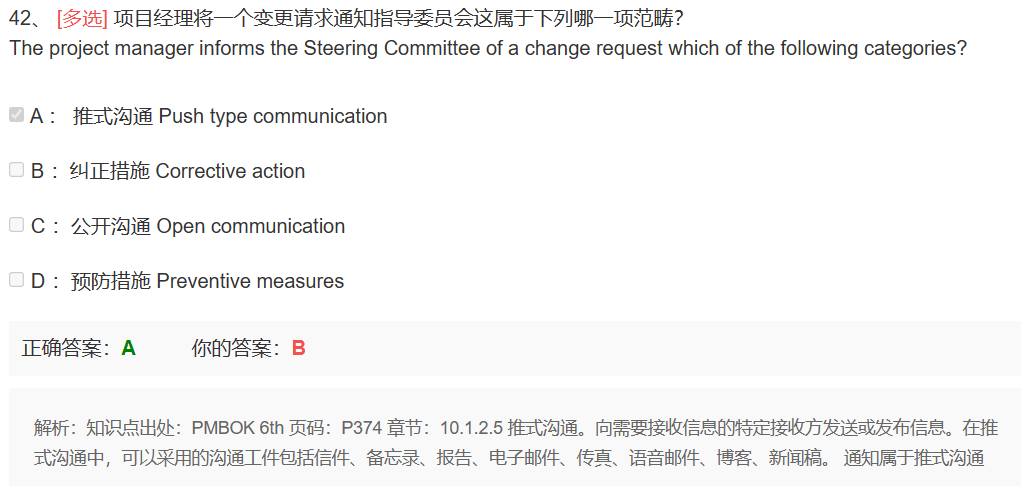 42、 [多选] 项目经理将一个变更请求通知指导委员会这属于下列哪一项范畴?
The project manager informs the Steering Committee of a change request which of the following categories?
A： 推式沟通 Push type communication
B： 纠正措施 Corrective action
C： 公开沟通 Open communication
D： 预防措施 Preventive measures
正确答案：A 你的答案：B
解析：知识点出处：PMBOK 6th 页码：P374 章节：10.1.2.5 推式沟通。向需要接收信息的特定接收方发送或发布信息。在推
式沟通中，可以采用的沟通工件包括信件、备忘录、报告、电子邮件、传真、语音邮件、博客、新闻稿。 通知属于推式沟通